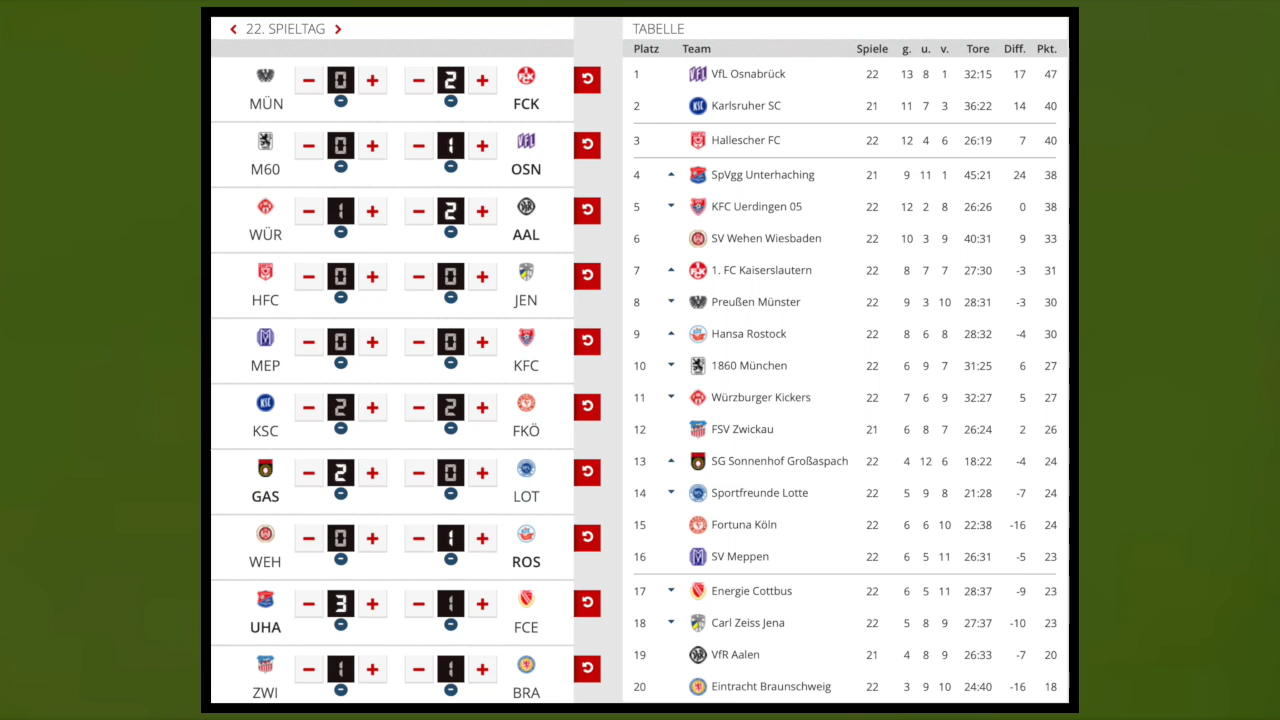 22. SPIELTAG
MÜN 0 2 FCK
M60 0 1 OSN
WÜR 1 2 AAL
HFC 0 0 JEN
MEP 0 0 KFC
KSC 2 2 FKÖ
GAS 2 0 LOT
WEH 0 1 ROS
UHA 3 1 FCE
ZWI 1 1 BRA
TABELLE
Platz Team Spiele g. u. v. Tore Diff. Pkt.
1 VfL Osnabrück 22 13 8 1 32:15 17 47
2 Karlsruher SC 21 11 7 3 36:22 14 40
3 Hallescher FC 22 12 4 6 26:19 7 40
4 SpVgg Unterhaching 21 9 11 1 45:21 24 38
5 KFC Uerdingen 05 22 12 2 8 26:26 0 38
6 SV Wehen Wiesbaden 22 10 3 9 40:31 9 33
7 1. FC Kaiserslautern 22 8 7 7 27:30 -3 31
8 Preußen Münster 22 9 3 10 28:31 -3 30
9 Hansa Rostock 22 8 6 8 28:32 -4 30
10 1860 München 22 6 9 7 31:25 6 27
11 Würzburger Kickers 22 7 6 9 32:27 5 27
12 FSV Zwickau 21 6 8 7 26:24 2 26
13 SG Sonnenhof Großaspach 22 4 12 6 18:22 -4 24
14 Sportfreunde Lotte 22 5 9 8 21:28 -7 24
15 Fortuna Köln 22 6 6 10 22:38 -16 24
16 SV Meppen 22 6 5 11 26:31 -5 23
17 Energie Cottbus 22 6 5 11 28:37 -9 23
18 Carl Zeiss Jena 22 5 8 9 27:37 -10 23
19 VfR Aalen 21 4 8 9 26:33 -7 20
20 Eintracht Braunschweig 22 3 9 10 24:40 -16 18